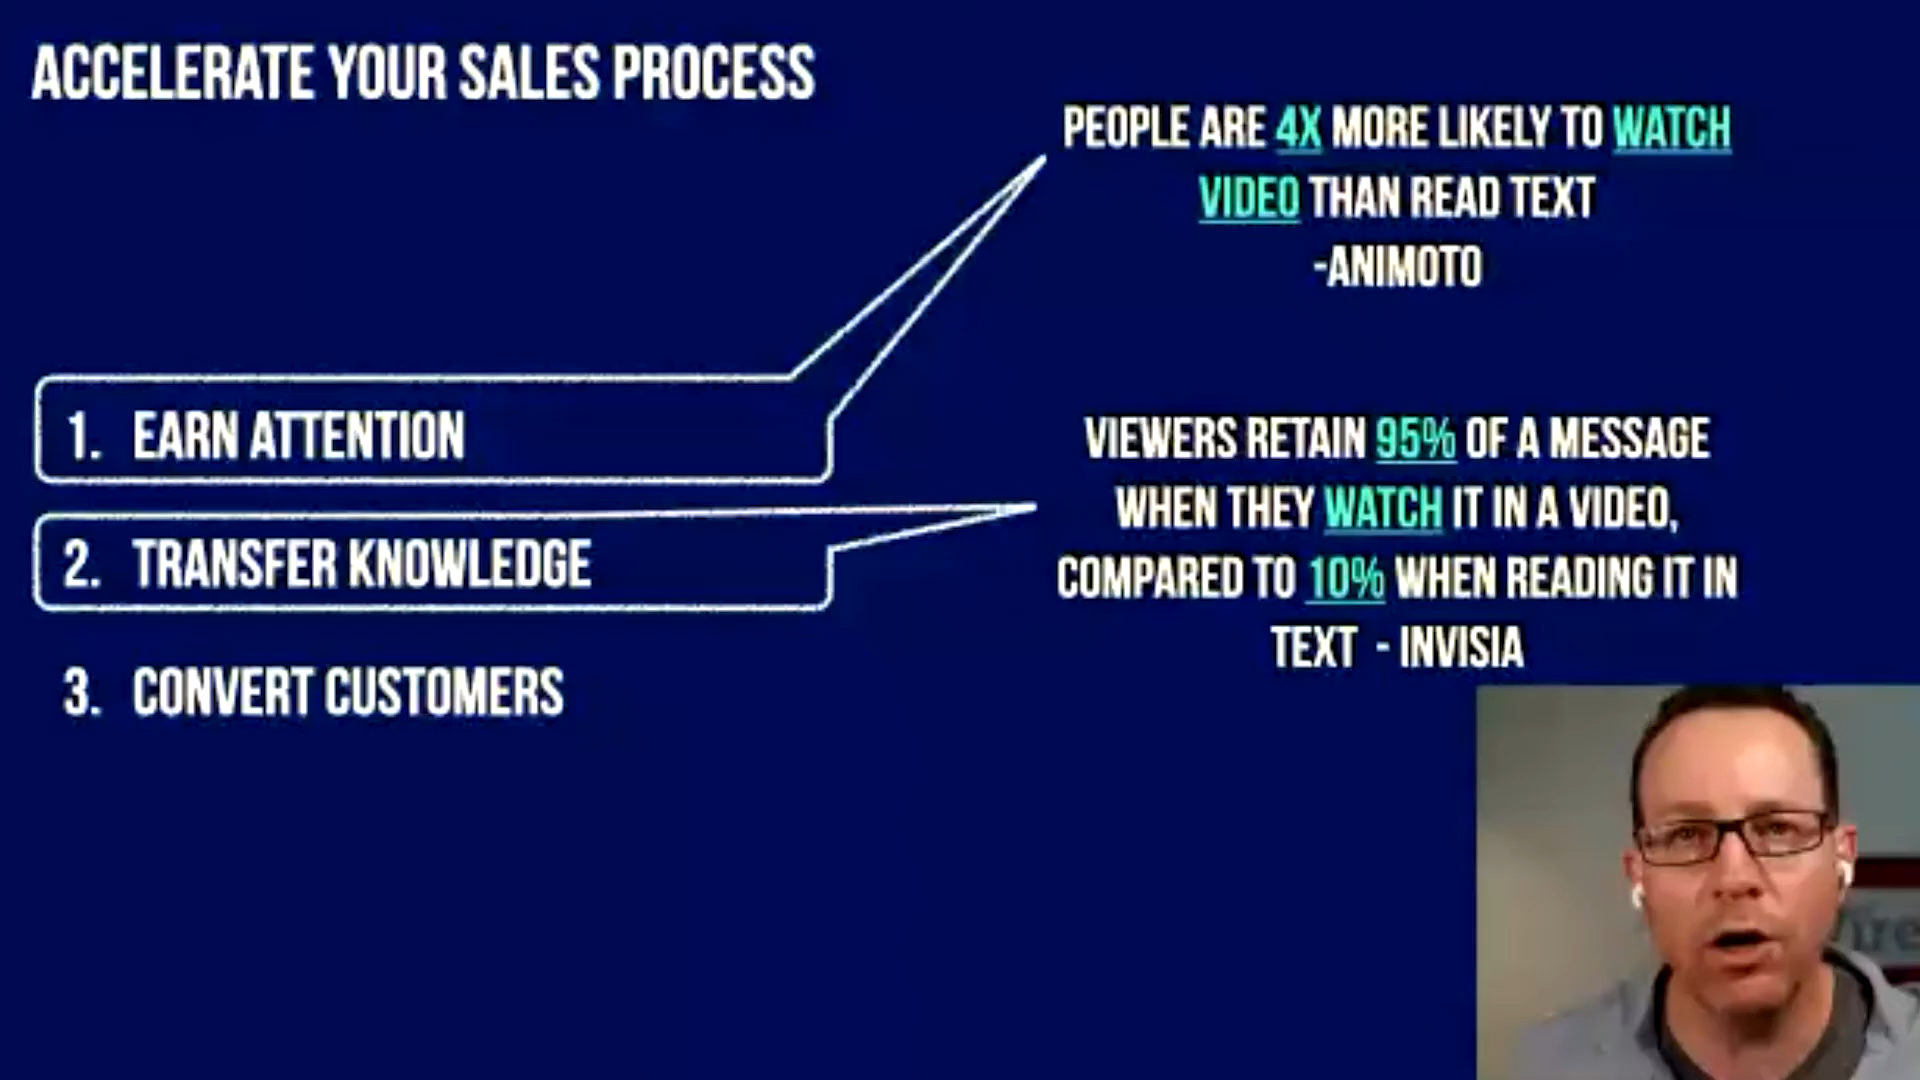 ACCELERATE YOUR SALES PROCESS
PEOPLE ARE 4X MORE LIKELY TO WATCH
VIDEO THAN READ TEXT
-ANIMOTO
1. EARN ATTENTION
2. TRANSFER KNOWLEDGE
3. CONVERT CUSTOMERS
VIEWERS RETAIN 95% OF A MESSAGE
WHEN THEY WATCH IT IN A VIDEO,
COMPARED TO 10% WHEN READING IT IN
TEXT - INVISIA